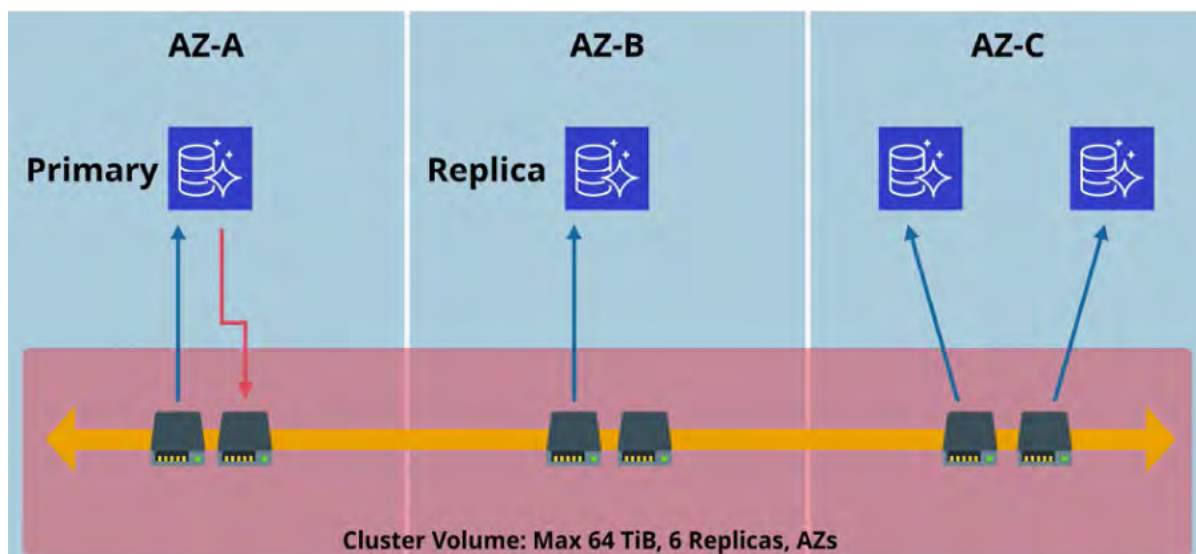 AZ-A
AZ-B
AZ-C
Primary
Replica
Cluster Volume: Max 64 TiB, 6 Replicas, AZs